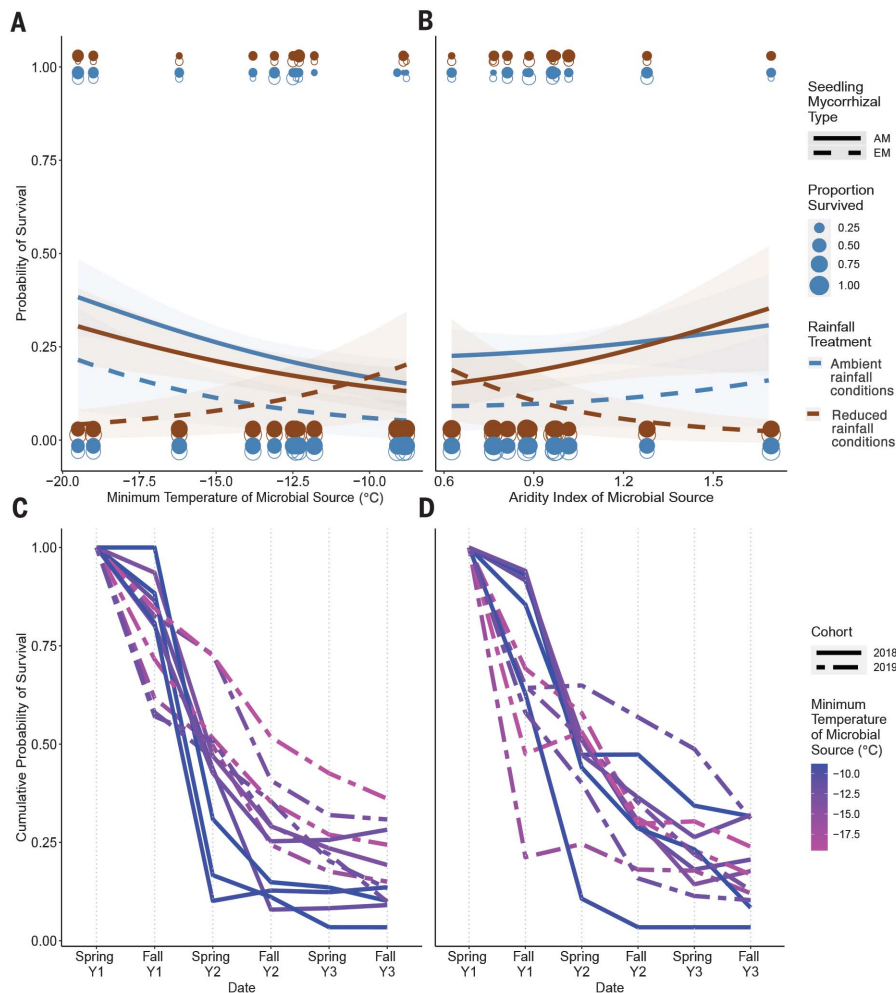 A
B
Probability of Survival
1.00
0.75
0.50
0.25
0.00
−20.0 −17.5 −15.0 −12.5 −10.0
Minimum Temperature of Microbial Source (°C)
0.6 0.9 1.2 1.5
Aridity Index of Microbial Source
Seedling
Mycorrhizal
Type
AM
EM
Proportion
Survived
0.25
0.50
0.75
1.00
Rainfall
Treatment
Ambient
rainfall
conditions
Reduced
rainfall
conditions
C
D
Cumulative Probability of Survival
1.00
0.75
0.50
0.25
0.00
Spring Fall Spring Fall Spring Fall
Y1 Y1 Y2 Y2 Y3 Y3
Date
Spring Fall Spring Fall Spring Fall
Y1 Y1 Y2 Y2 Y3 Y3
Date
Cohort
2018
2019
Minimum
Temperature
of Microbial
Source (°C)
−10.0
−12.5
−15.0
−17.5